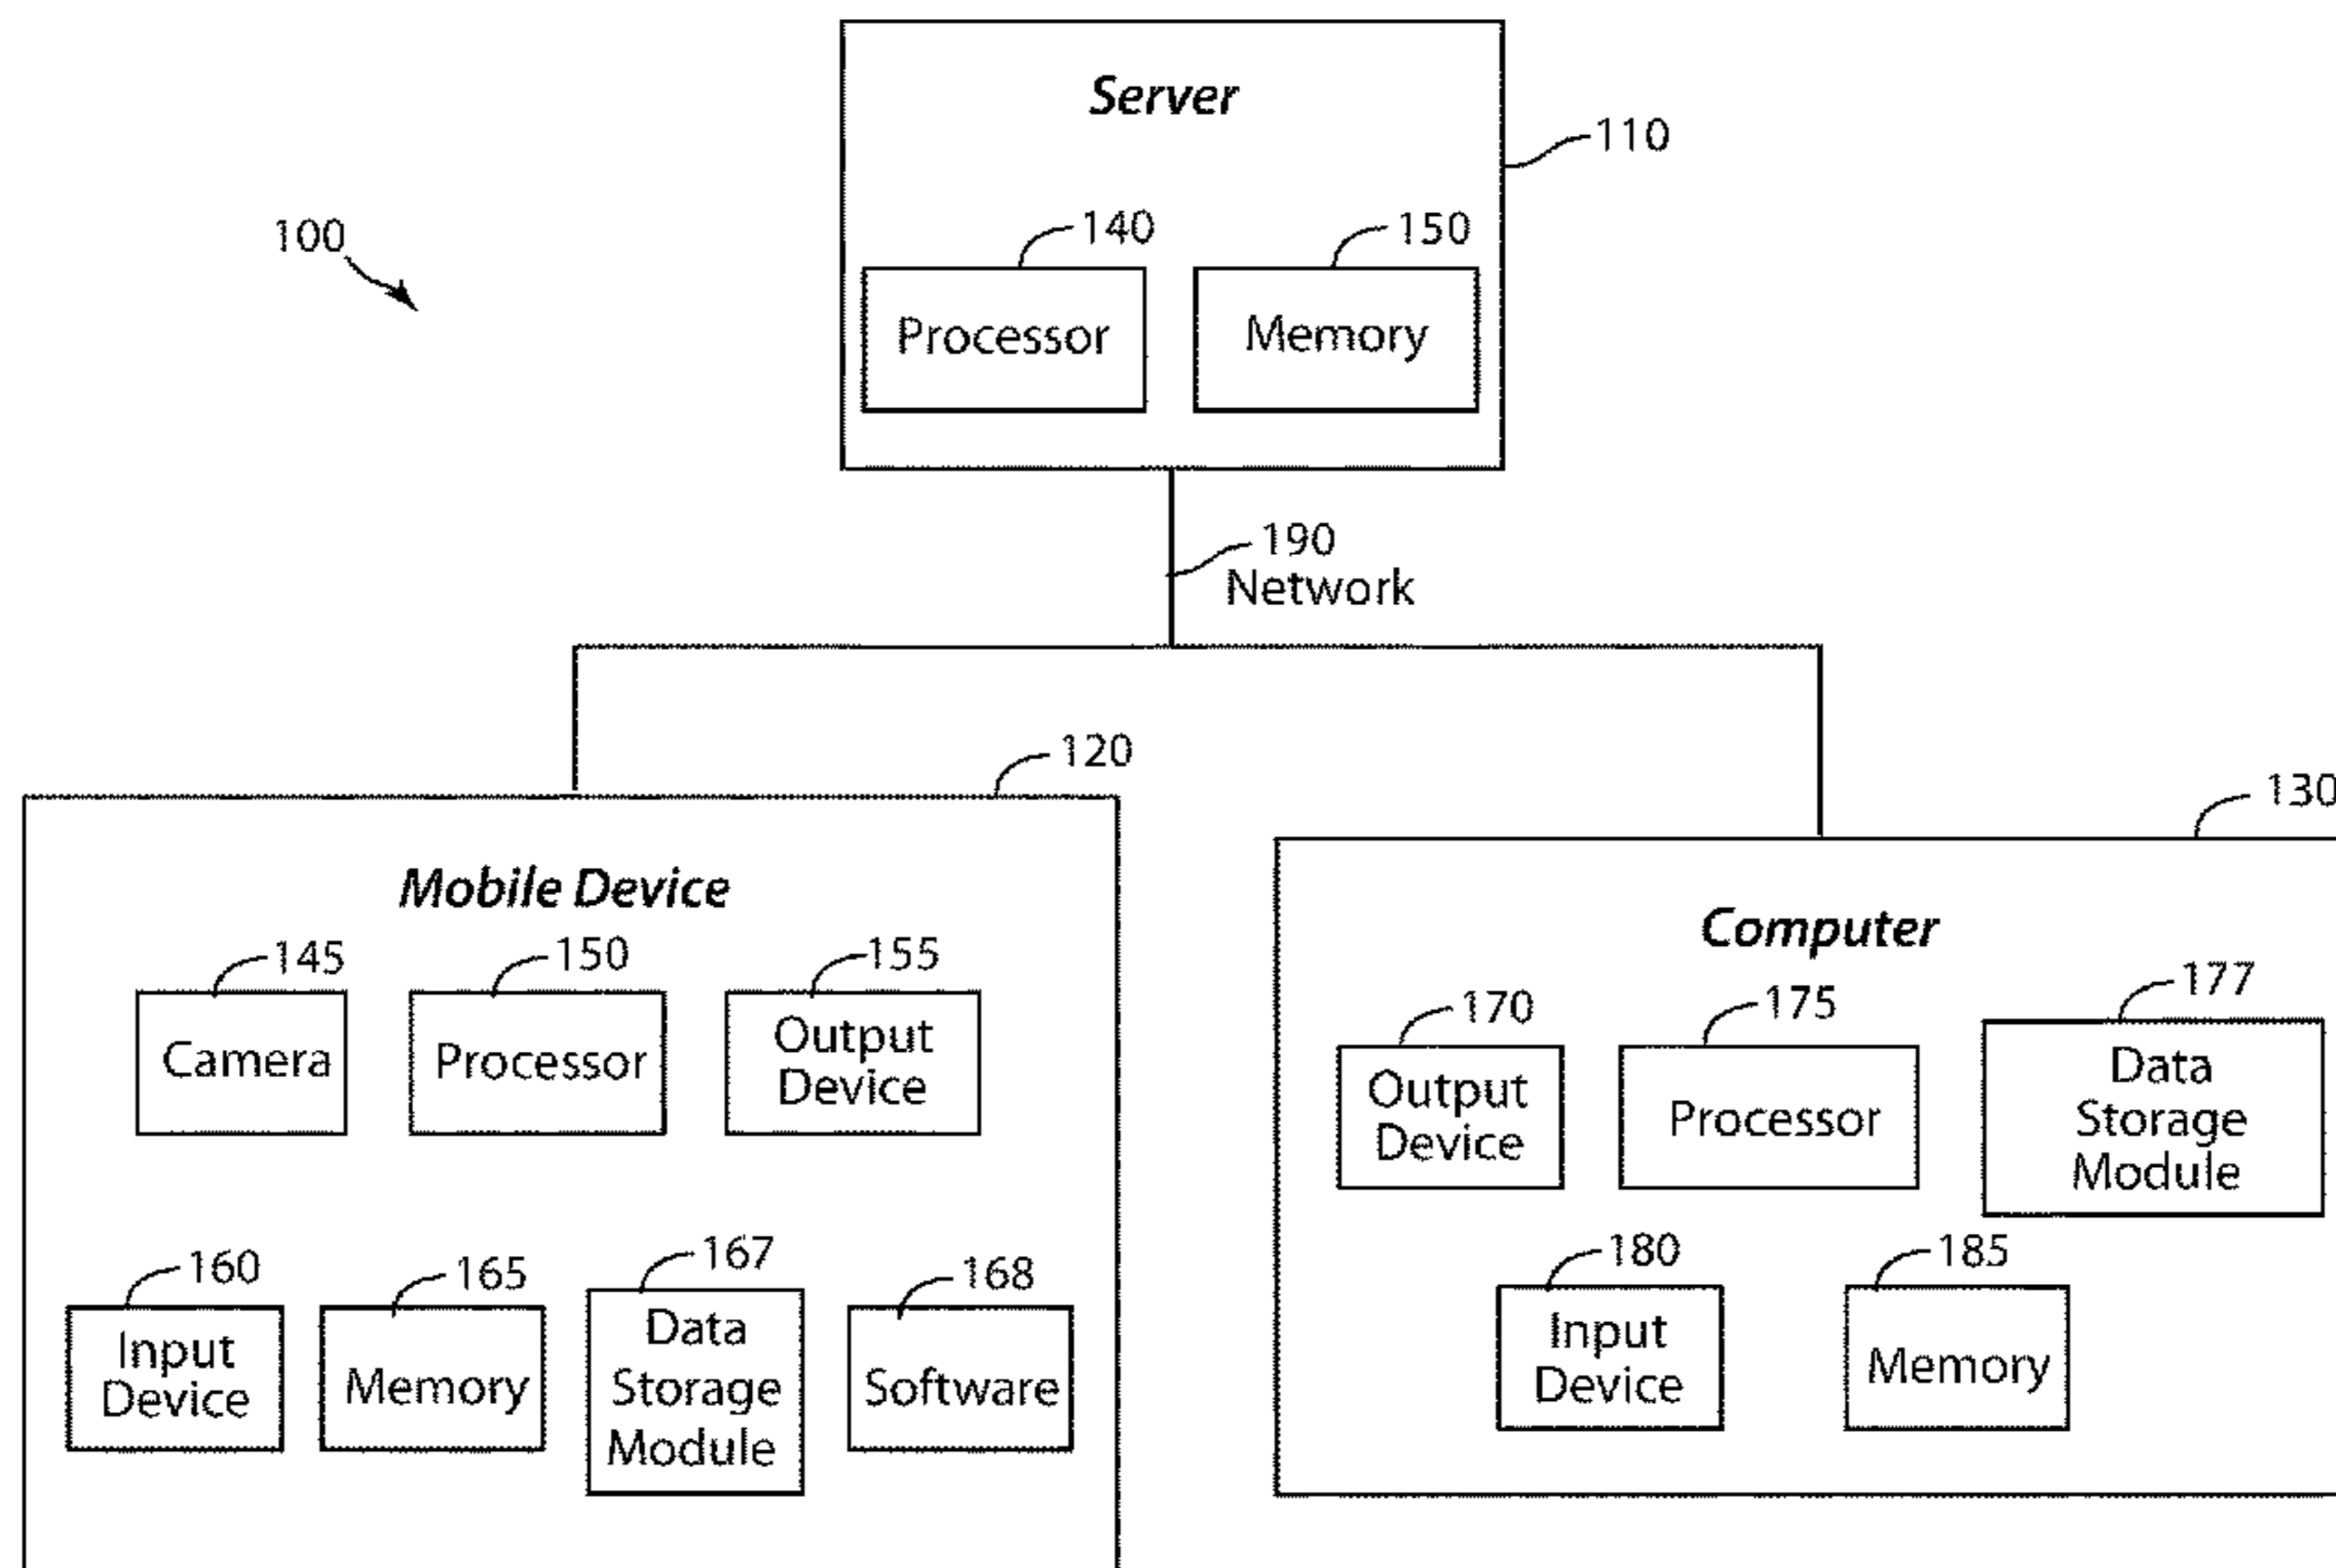 Server
110
100
140
150
Processor
Memory
190
Network
120
130
Mobile Device
145
150
155
Camera
Processor
Output
Device
160
165
167
168
Input
Device
Memory
Data
Storage
Module
Software
Computer
170
175
177
Output
Device
Processor
Data
Storage
Module
180
185
Input
Device
Memory